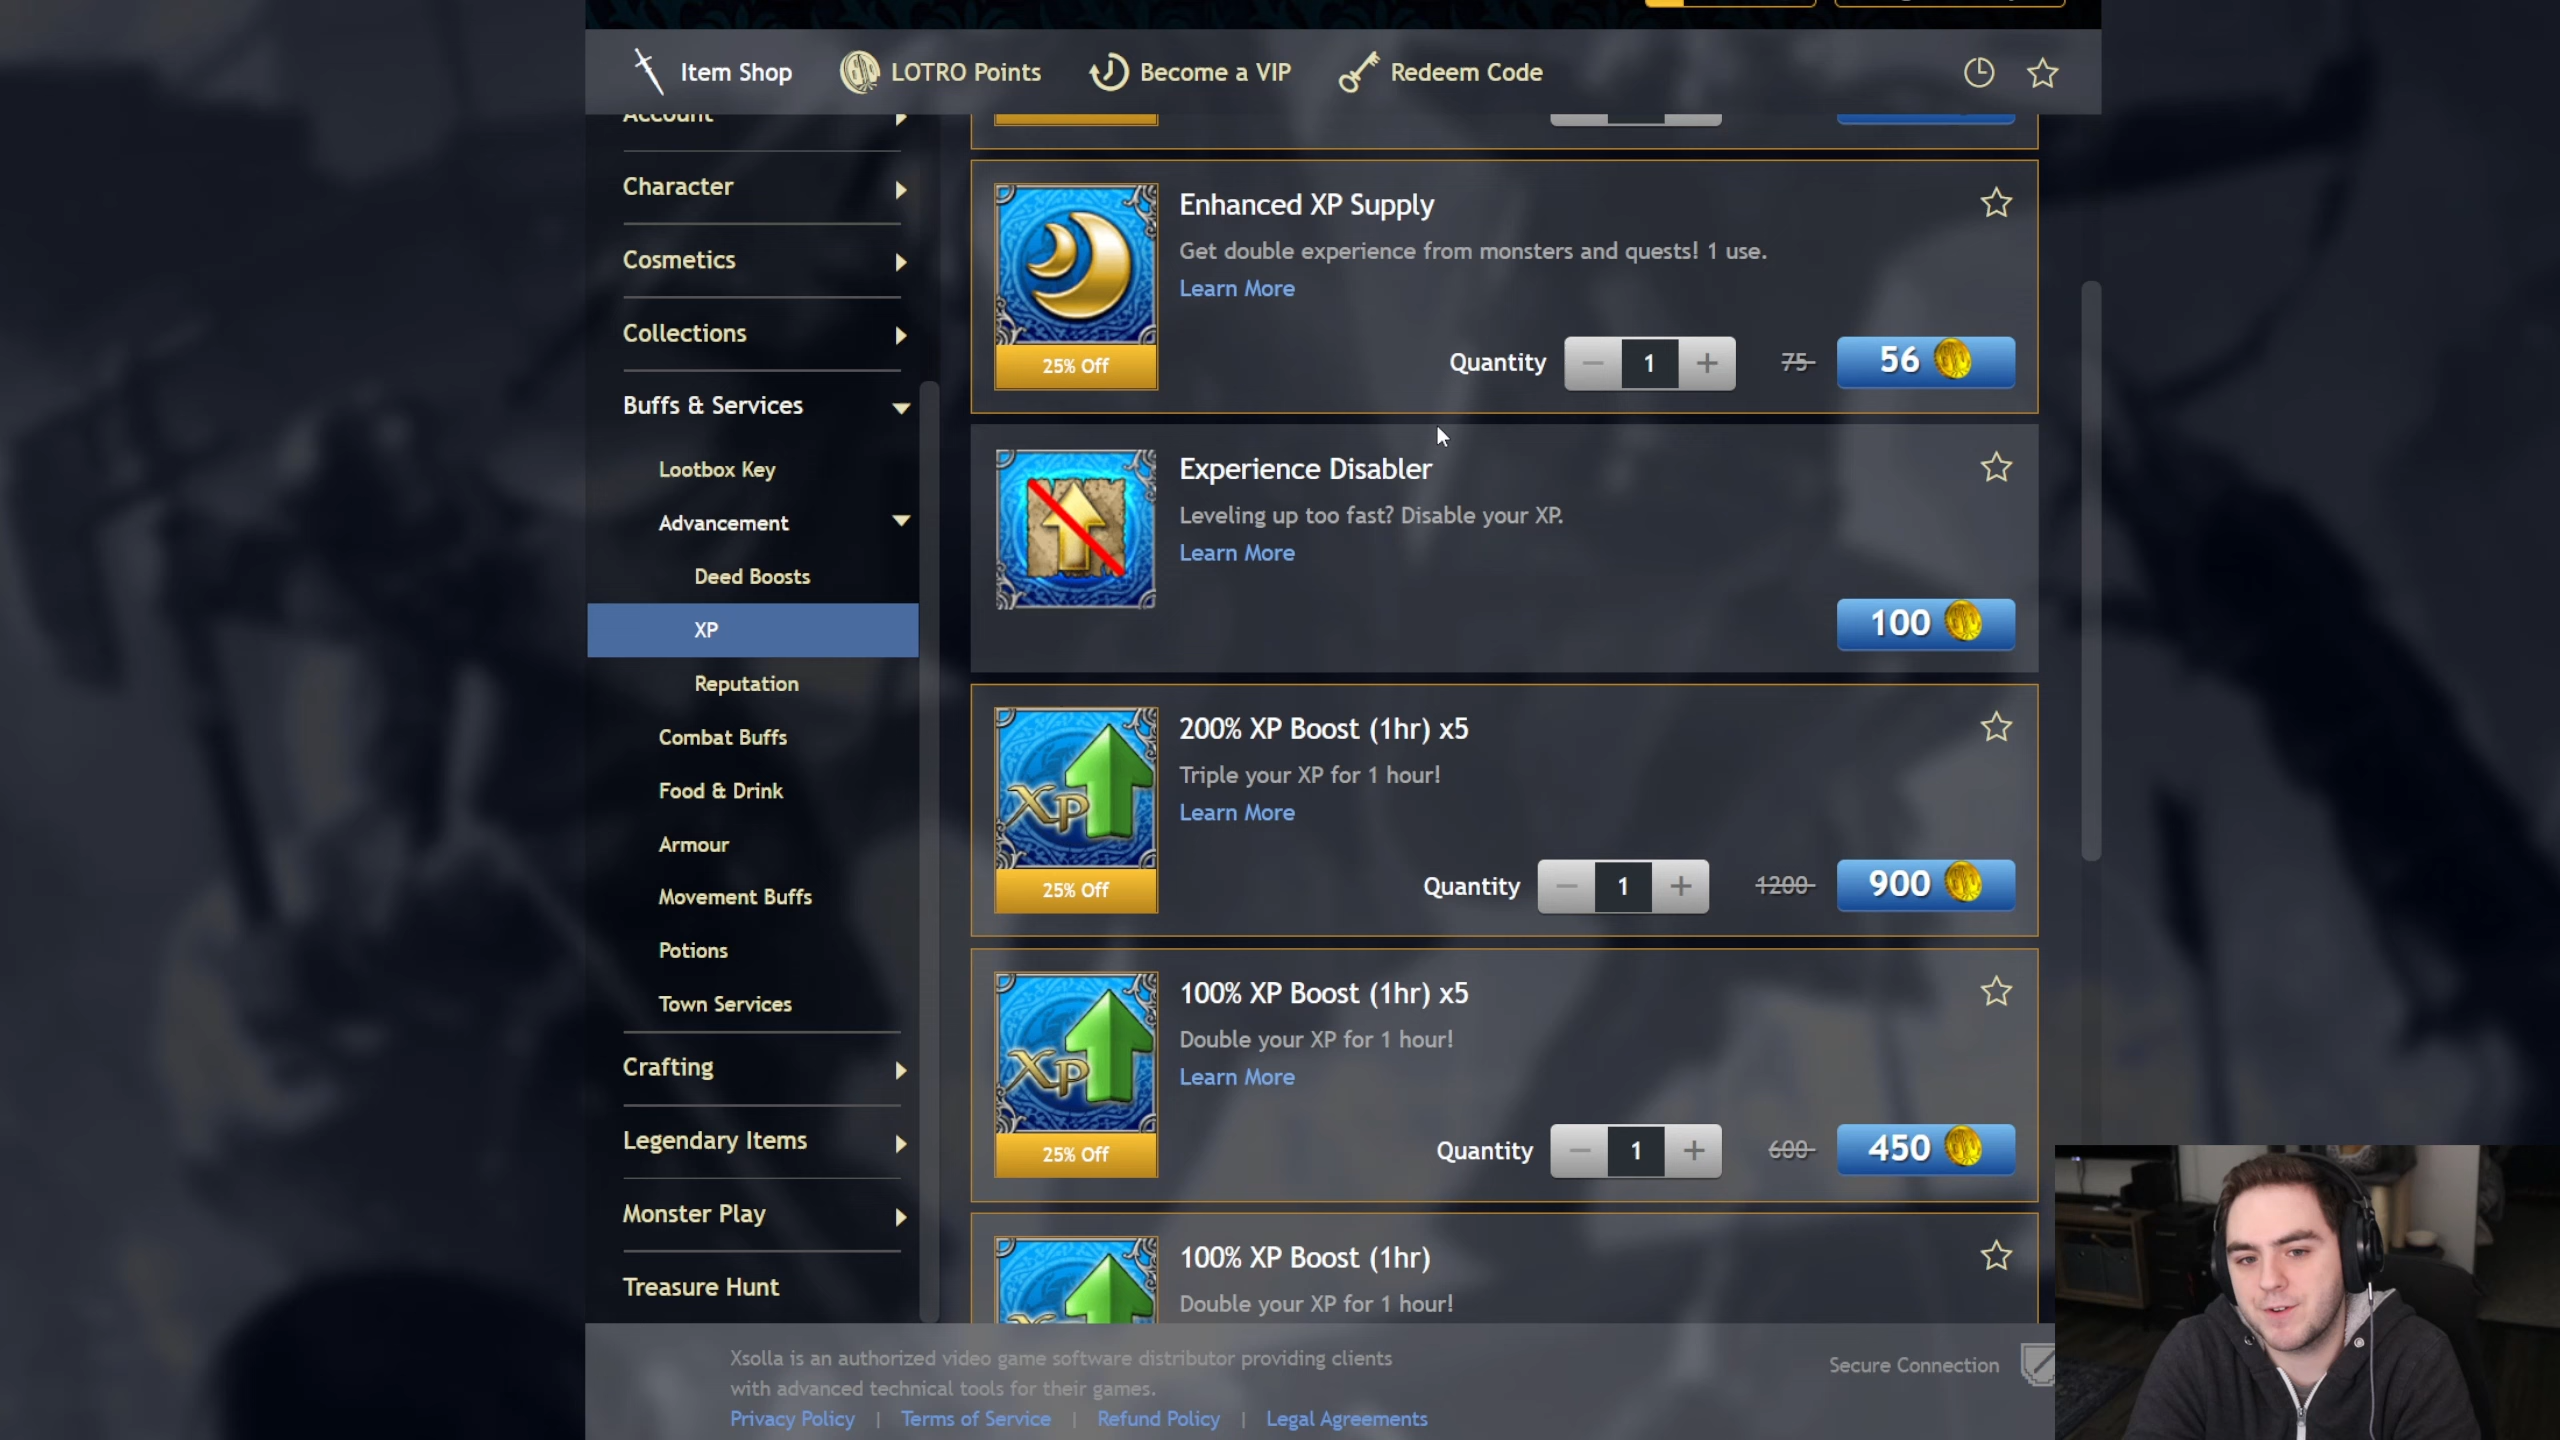 Item Shop
LOTRO Points
Become a VIP
Redeem Code
Account
Character
Cosmetics
Collections
Buffs & Services
Lootbox Key
Advancement
Deed Boosts
XP
Reputation
Combat Buffs
Food & Drink
Armour
Movement Buffs
Potions
Town Services
Crafting
Legendary Items
Monster Play
Treasure Hunt
Enhanced XP Supply
Get double experience from monsters and quests! 1 use.
Learn More
25% Off
Quantity
1
75
56
Experience Disabler
Leveling up too fast? Disable your XP.
Learn More
100
200% XP Boost (1hr) x5
Triple your XP for 1 hour!
Learn More
XP
25% Off
Quantity
1
1200
900
100% XP Boost (1hr) x5
Double your XP for 1 hour!
Learn More
XP
25% Off
Quantity
1
600
450
100% XP Boost (1hr)
Double your XP for 1 hour!
Xsolla is an authorized video game software distributor providing clients
with advanced technical tools for their games.
Privacy Policy | Terms of Service | Refund Policy | Legal Agreements
Secure Connection